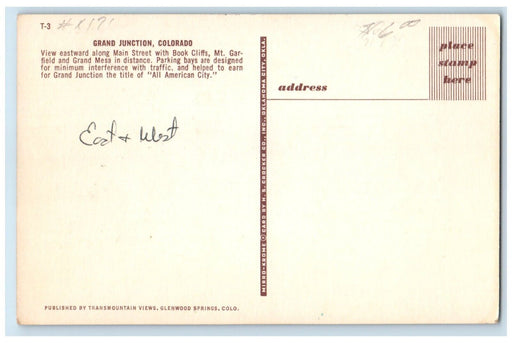 T-3 #K171
$6.00
GRAND JUNCTION, COLORADO
View eastward along Main Street with Book Cliffs, Mt. Gar-
field and Grand Mesa in distance. Parking bays are designed
for minimum interference with traffic, and helped to earn
for Grand Junction the title of "All American City."
place
stamp
here
address
East & West
MIRRO-KROME ® CARD BY H. S. CROCKER CO., INC., OKLAHOMA CITY, OKLA.
PUBLISHED BY TRANSMOUNTAIN VIEWS, GLENWOOD SPRINGS, COLO.